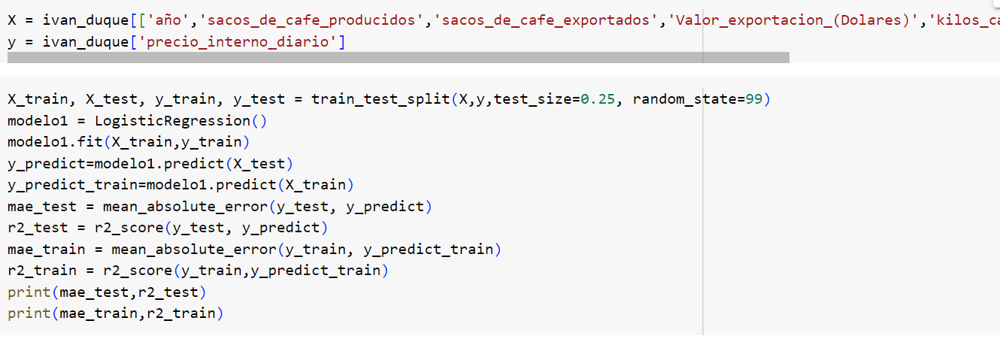 X = ivan_duque[['año','sacos_de_cafe_producidos','sacos_de_cafe_exportados','Valor_exportacion_(Dolares)','kilos_ca
y = ivan_duque['precio_interno_diario']
X_train, X_test, y_train, y_test = train_test_split(X,y,test_size=0.25, random_state=99)
modelo1 = LogisticRegression()
modelo1.fit(X_train,y_train)
y_predict=modelo1.predict(X_test)
y_predict_train=modelo1.predict(X_train)
mae_test = mean_absolute_error(y_test, y_predict)
r2_test = r2_score(y_test, y_predict)
mae_train = mean_absolute_error(y_train, y_predict_train)
r2_train = r2_score(y_train,y_predict_train)
print(mae_test,r2_test)
print(mae_train,r2_train)